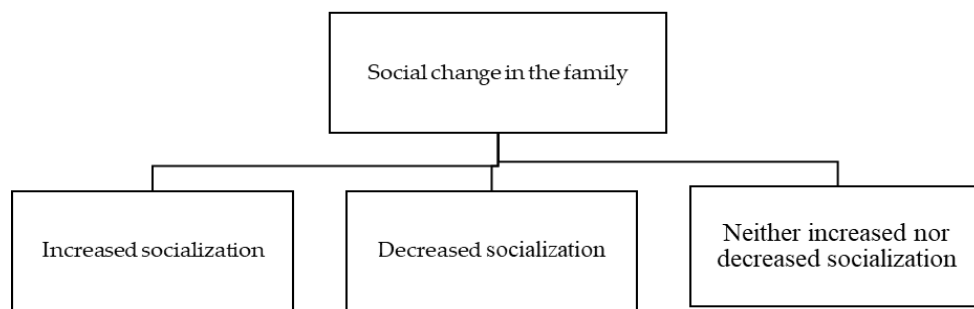 Social change in the family
Increased socialization
Decreased socialization
Neither increased nor
decreased socialization